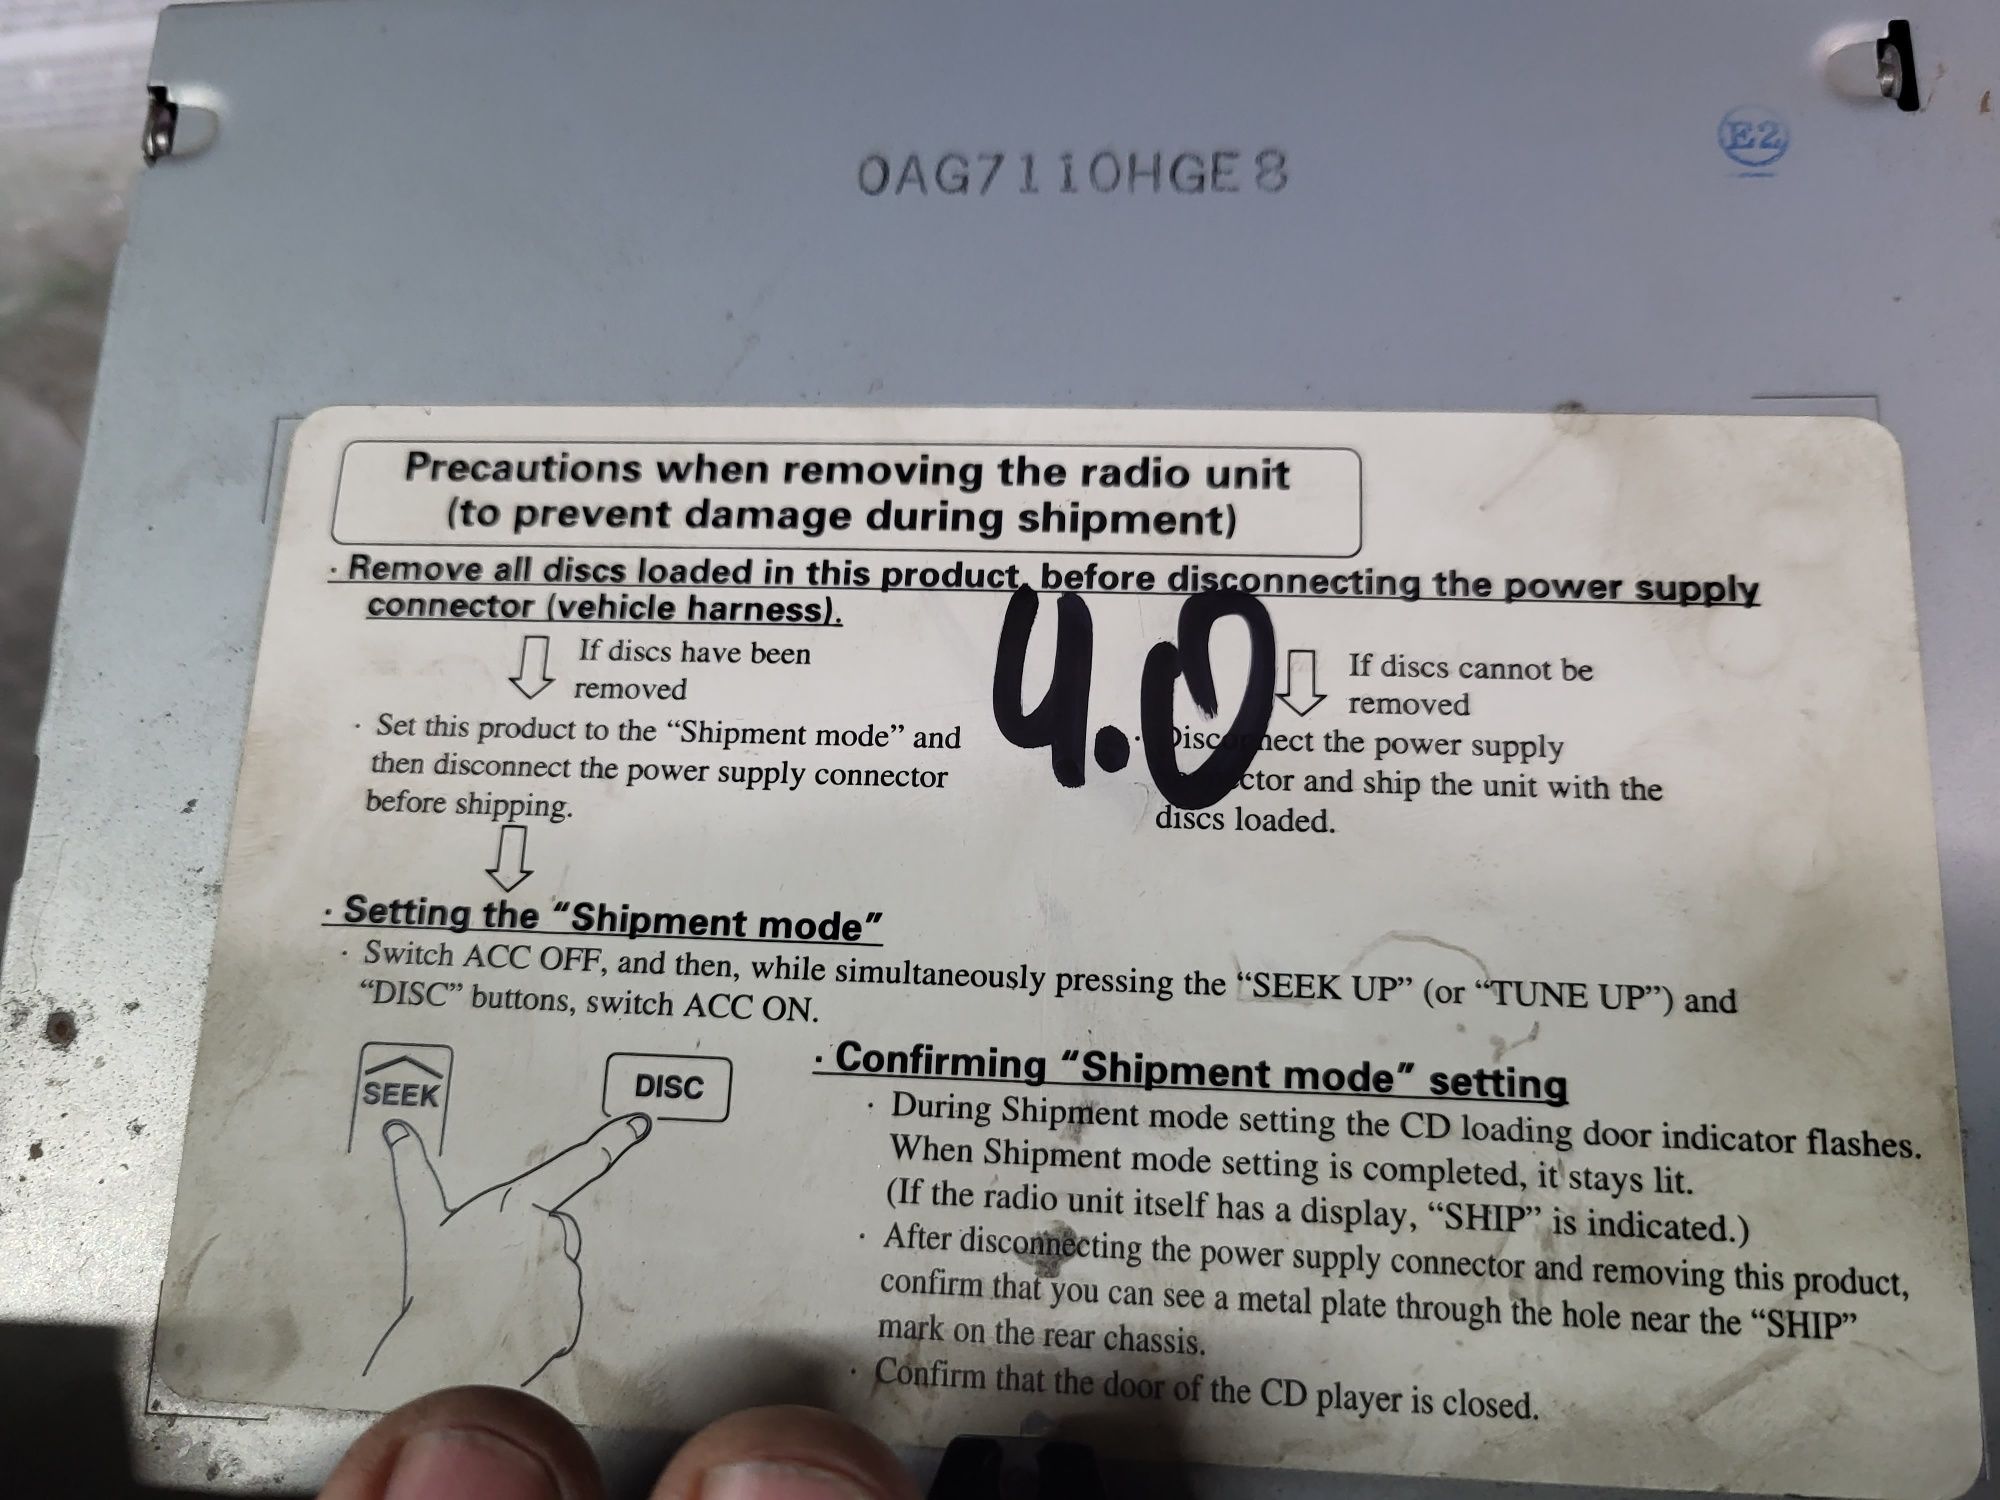 0AG7110HGE8
E2
Precautions when removing the radio unit
(to prevent damage during shipment)
· Remove all discs loaded in this product, before disconnecting the power supply
connector (vehicle harness).
If discs have been
removed
· Set this product to the “Shipment mode” and
then disconnect the power supply connector
before shipping.
4.0
If discs cannot be
removed
· Disconnect the power supply
and ship the unit with the
discs loaded.
· Setting the “Shipment mode”
· Switch ACC OFF, and then, while simultaneously pressing the “SEEK UP” (or “TUNE UP”) and
“DISC” buttons, switch ACC ON.
SEEK
DISC
· Confirming “Shipment mode” setting
· During Shipment mode setting the CD loading door indicator flashes.
When Shipment mode setting is completed, it stays lit.
(If the radio unit itself has a display, “SHIP” is indicated.)
· After disconnecting the power supply connector and removing this product,
confirm that you can see a metal plate through the hole near the “SHIP”
mark on the rear chassis.
· Confirm that the door of the CD player is closed.